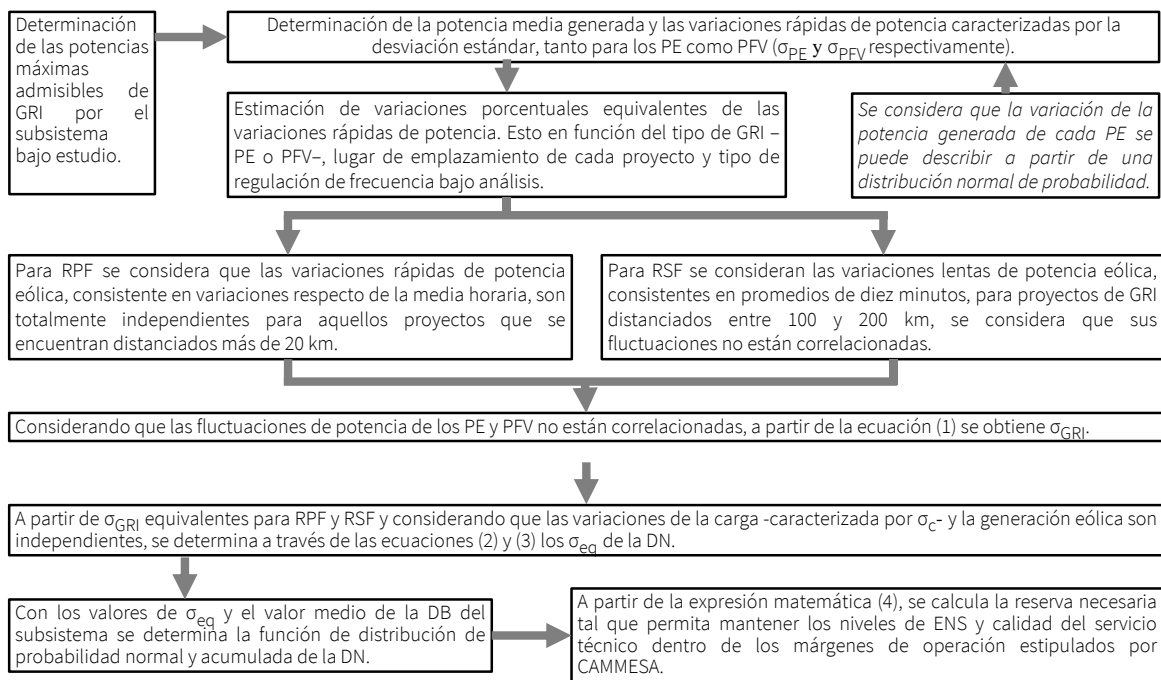 Determinación
de las potencias
máximas
admisibles de
GRI por el
subsistema
bajo estudio.
Determinación de la potencia media generada y las variaciones rápidas de potencia caracterizadas por la
desviación estándar, tanto para los PE como PFV (σPE y σPFV respectivamente).
Estimación de variaciones porcentuales equivalentes de las
variaciones rápidas de potencia. Esto en función del tipo de GRI –
PE o PFV–, lugar de emplazamiento de cada proyecto y tipo de
regulación de frecuencia bajo análisis.
Se considera que la variación de la
potencia generada de cada PE se
puede describir a partir de una
distribución normal de probabilidad.
Para RPF se considera que las variaciones rápidas de potencia
eólica, consistente en variaciones respecto de la media horaria, son
totalmente independientes para aquellos proyectos que se
encuentran distanciados más de 20 km.
Para RSF se consideran las variaciones lentas de potencia eólica,
consistentes en promedios de diez minutos, para proyectos de GRI
distanciados entre 100 y 200 km, se considera que sus
fluctuaciones no están correlacionadas.
Considerando que las fluctuaciones de potencia de los PE y PFV no están correlacionadas, a partir de la ecuación (1) se obtiene σGRI.
A partir de σGRI equivalentes para RPF y RSF y considerando que las variaciones de la carga -caracterizada por σc- y la generación eólica son
independientes, se determina a través de las ecuaciones (2) y (3) los σeq de la DN.
Con los valores de σeq y el valor medio de la DB del
subsistema se determina la función de distribución de
probabilidad normal y acumulada de la DN.
A partir de la expresión matemática (4), se calcula la reserva necesaria
tal que permita mantener los niveles de ENS y calidad del servicio
técnico dentro de los márgenes de operación estipulados por
CAMMESA.